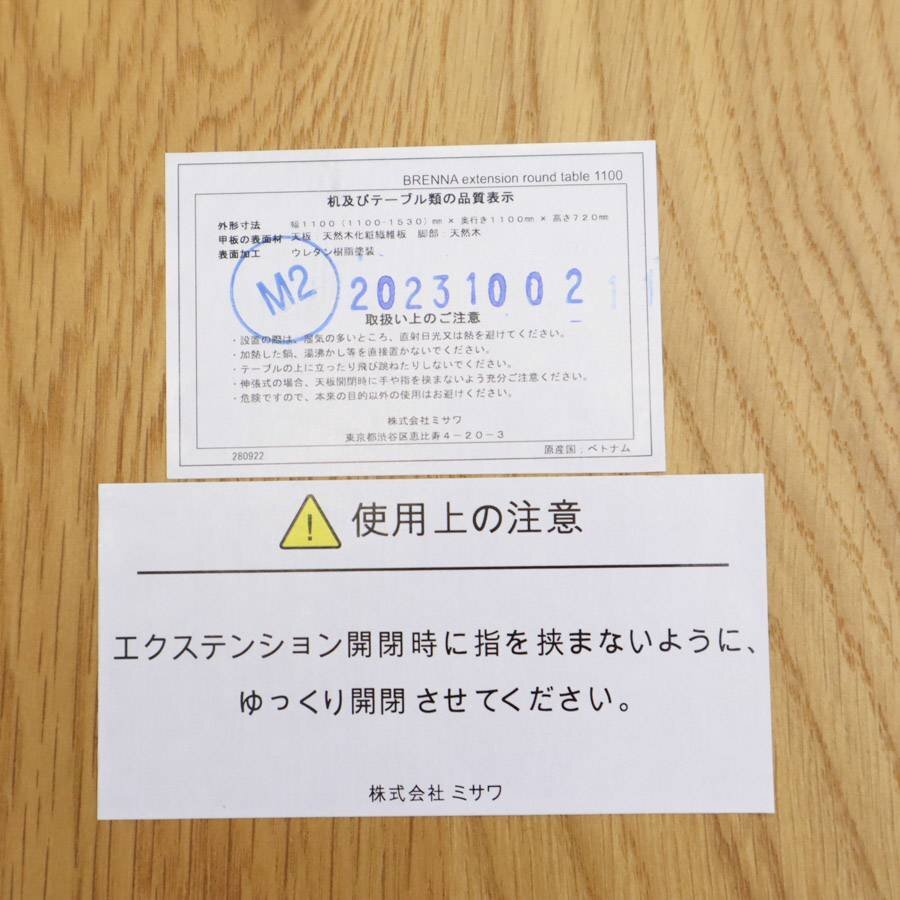 BRENNA extension round table 1100
机及びテーブル類の品質表示
外形寸法 幅1100(1100-1530)㎜ × 奥行き1100㎜ × 高さ720㎜
甲板の表面材 天板 天然木化粧繊維板 脚部:天然木
表面加工 ウレタン樹脂塗装
M2
20231002
取扱い上のご注意
・設置の際は、湿気の多いところ、直射日光又は熱を避けてください。
・加熱した鍋、湯沸かし等を直接置かないでください。
・テーブルの上に立ったり飛び跳ねたりしないでください。
・伸張式の場合、天板開閉時に手や指を挟まないよう充分ご注意ください。
・危険ですので、本来の目的以外の使用はお避けください。
株式会社ミサワ
東京都渋谷区恵比寿4-20-3
280922
原産国:ベトナム
使用上の注意
エクステンション開閉時に指を挟まないように、
ゆっくり開閉させてください。
株式会社 ミサワ